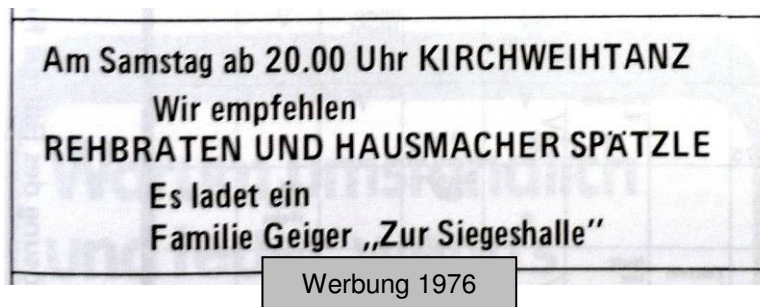 Am Samstag ab 20.00 Uhr KIRCHWEIHTANZ
Wir empfehlen
REHBRATEN UND HAUSMACHER SPÄTZLE
Es ladet ein
Familie Geiger „Zur Siegeshalle”
Werbung 1976